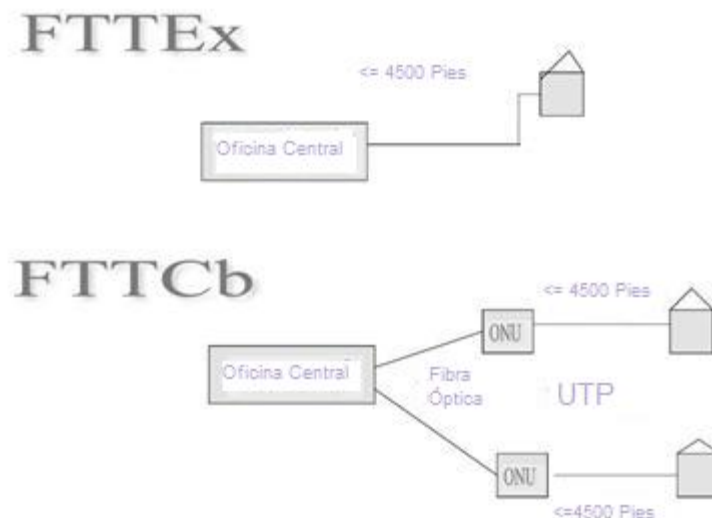 FTTEx
<= 4500 Pies
Oficina Central
FTTCb
<= 4500 Pies
ONU
Oficina Central
Fibra
Óptica
UTP
ONU
<=4500 Pies